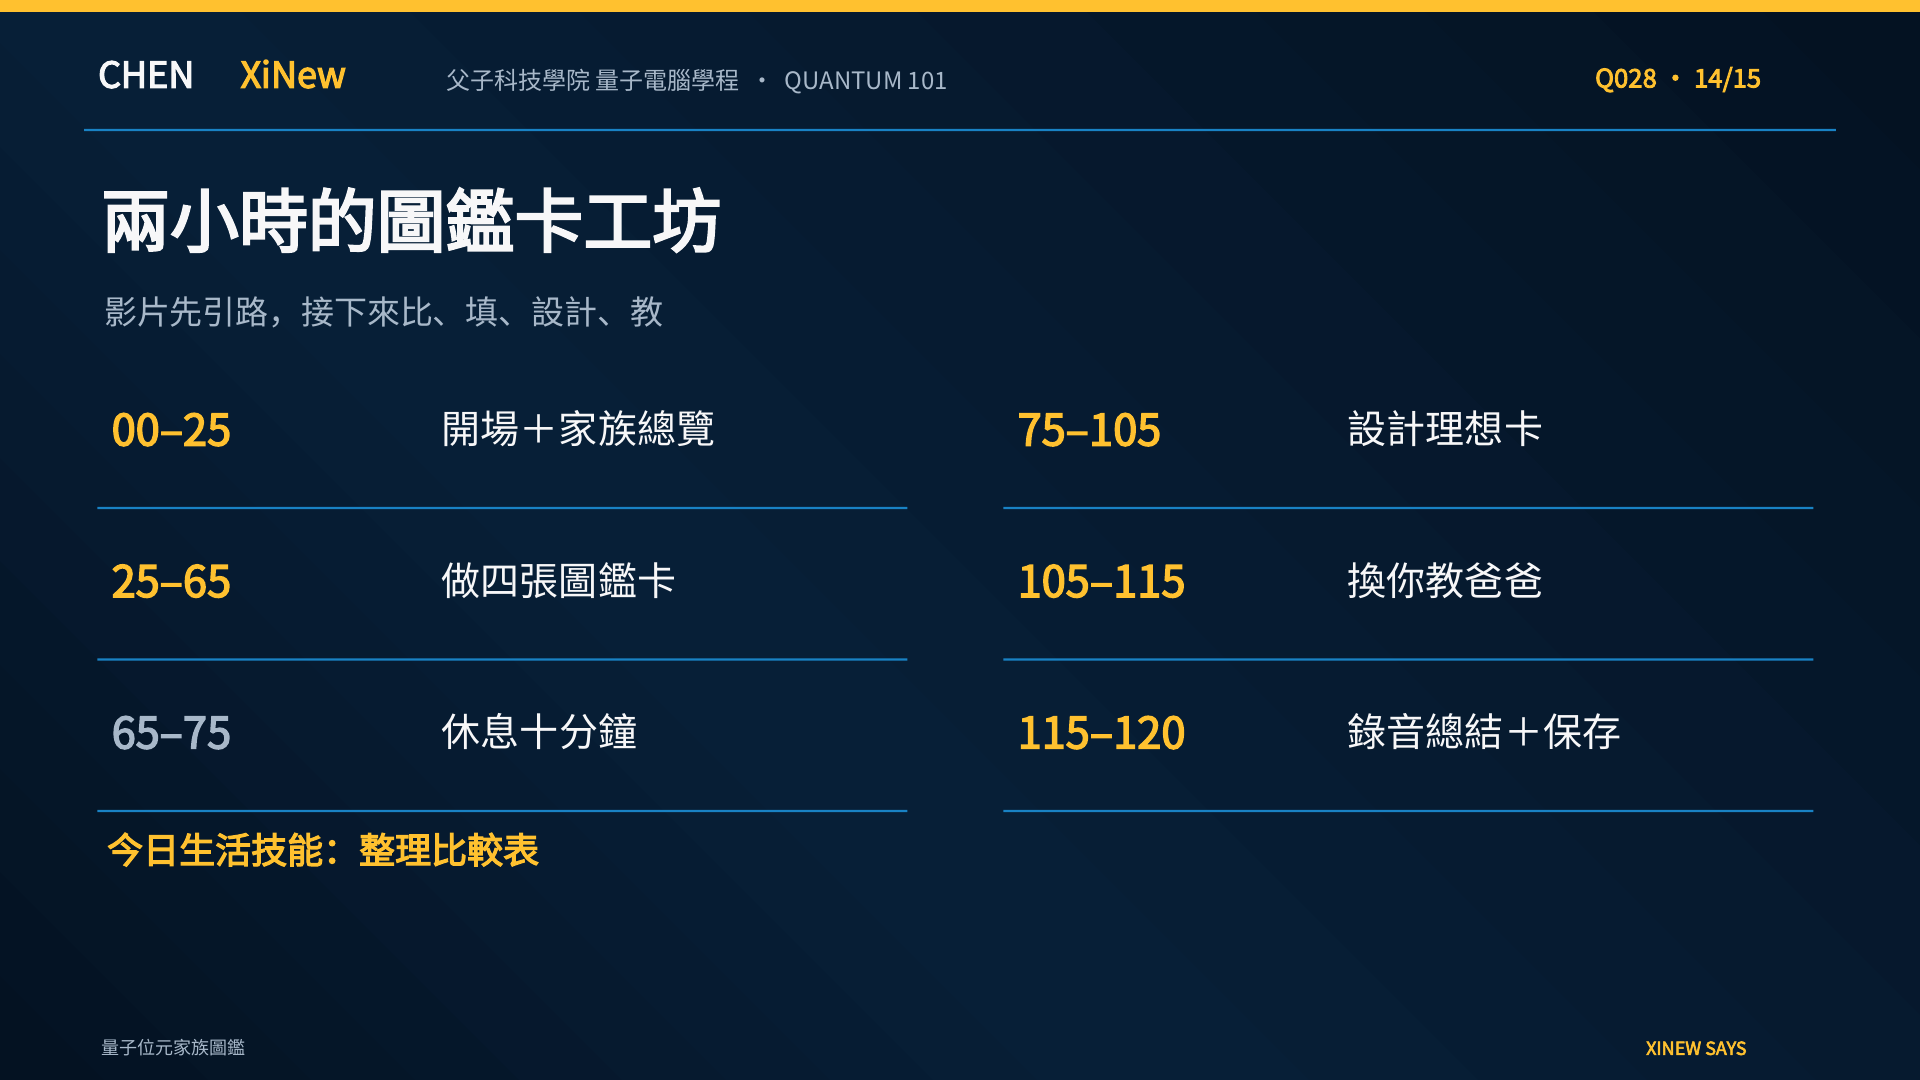 CHEN XiNew 父子科技學院 量子電腦學程 · QUANTUM 101 Q028 · 14/15
兩小時的圖鑑卡工坊
影片先引路，接下來比、填、設計、教
00–25 開場＋家族總覽
25–65 做四張圖鑑卡
65–75 休息十分鐘
75–105 設計理想卡
105–115 換你教爸爸
115–120 錄音總結＋保存
今日生活技能：整理比較表
量子位元家族圖鑑 XINEW SAYS